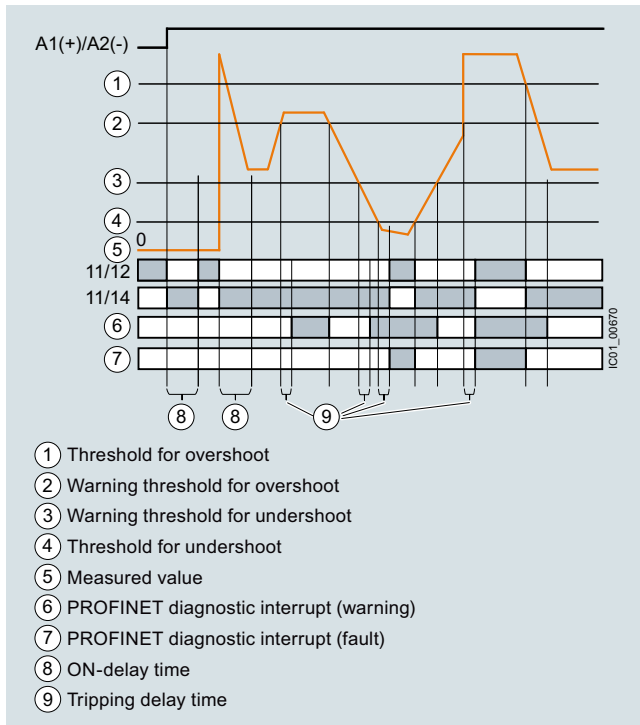 A1(+)/A2(-)
1
2
3
4
5
0
11/12
11/14
6
7
IC01_00670
8
8
9
1 Threshold for overshoot
2 Warning threshold for overshoot
3 Warning threshold for undershoot
4 Threshold for undershoot
5 Measured value
6 PROFINET diagnostic interrupt (warning)
7 PROFINET diagnostic interrupt (fault)
8 ON-delay time
9 Tripping delay time